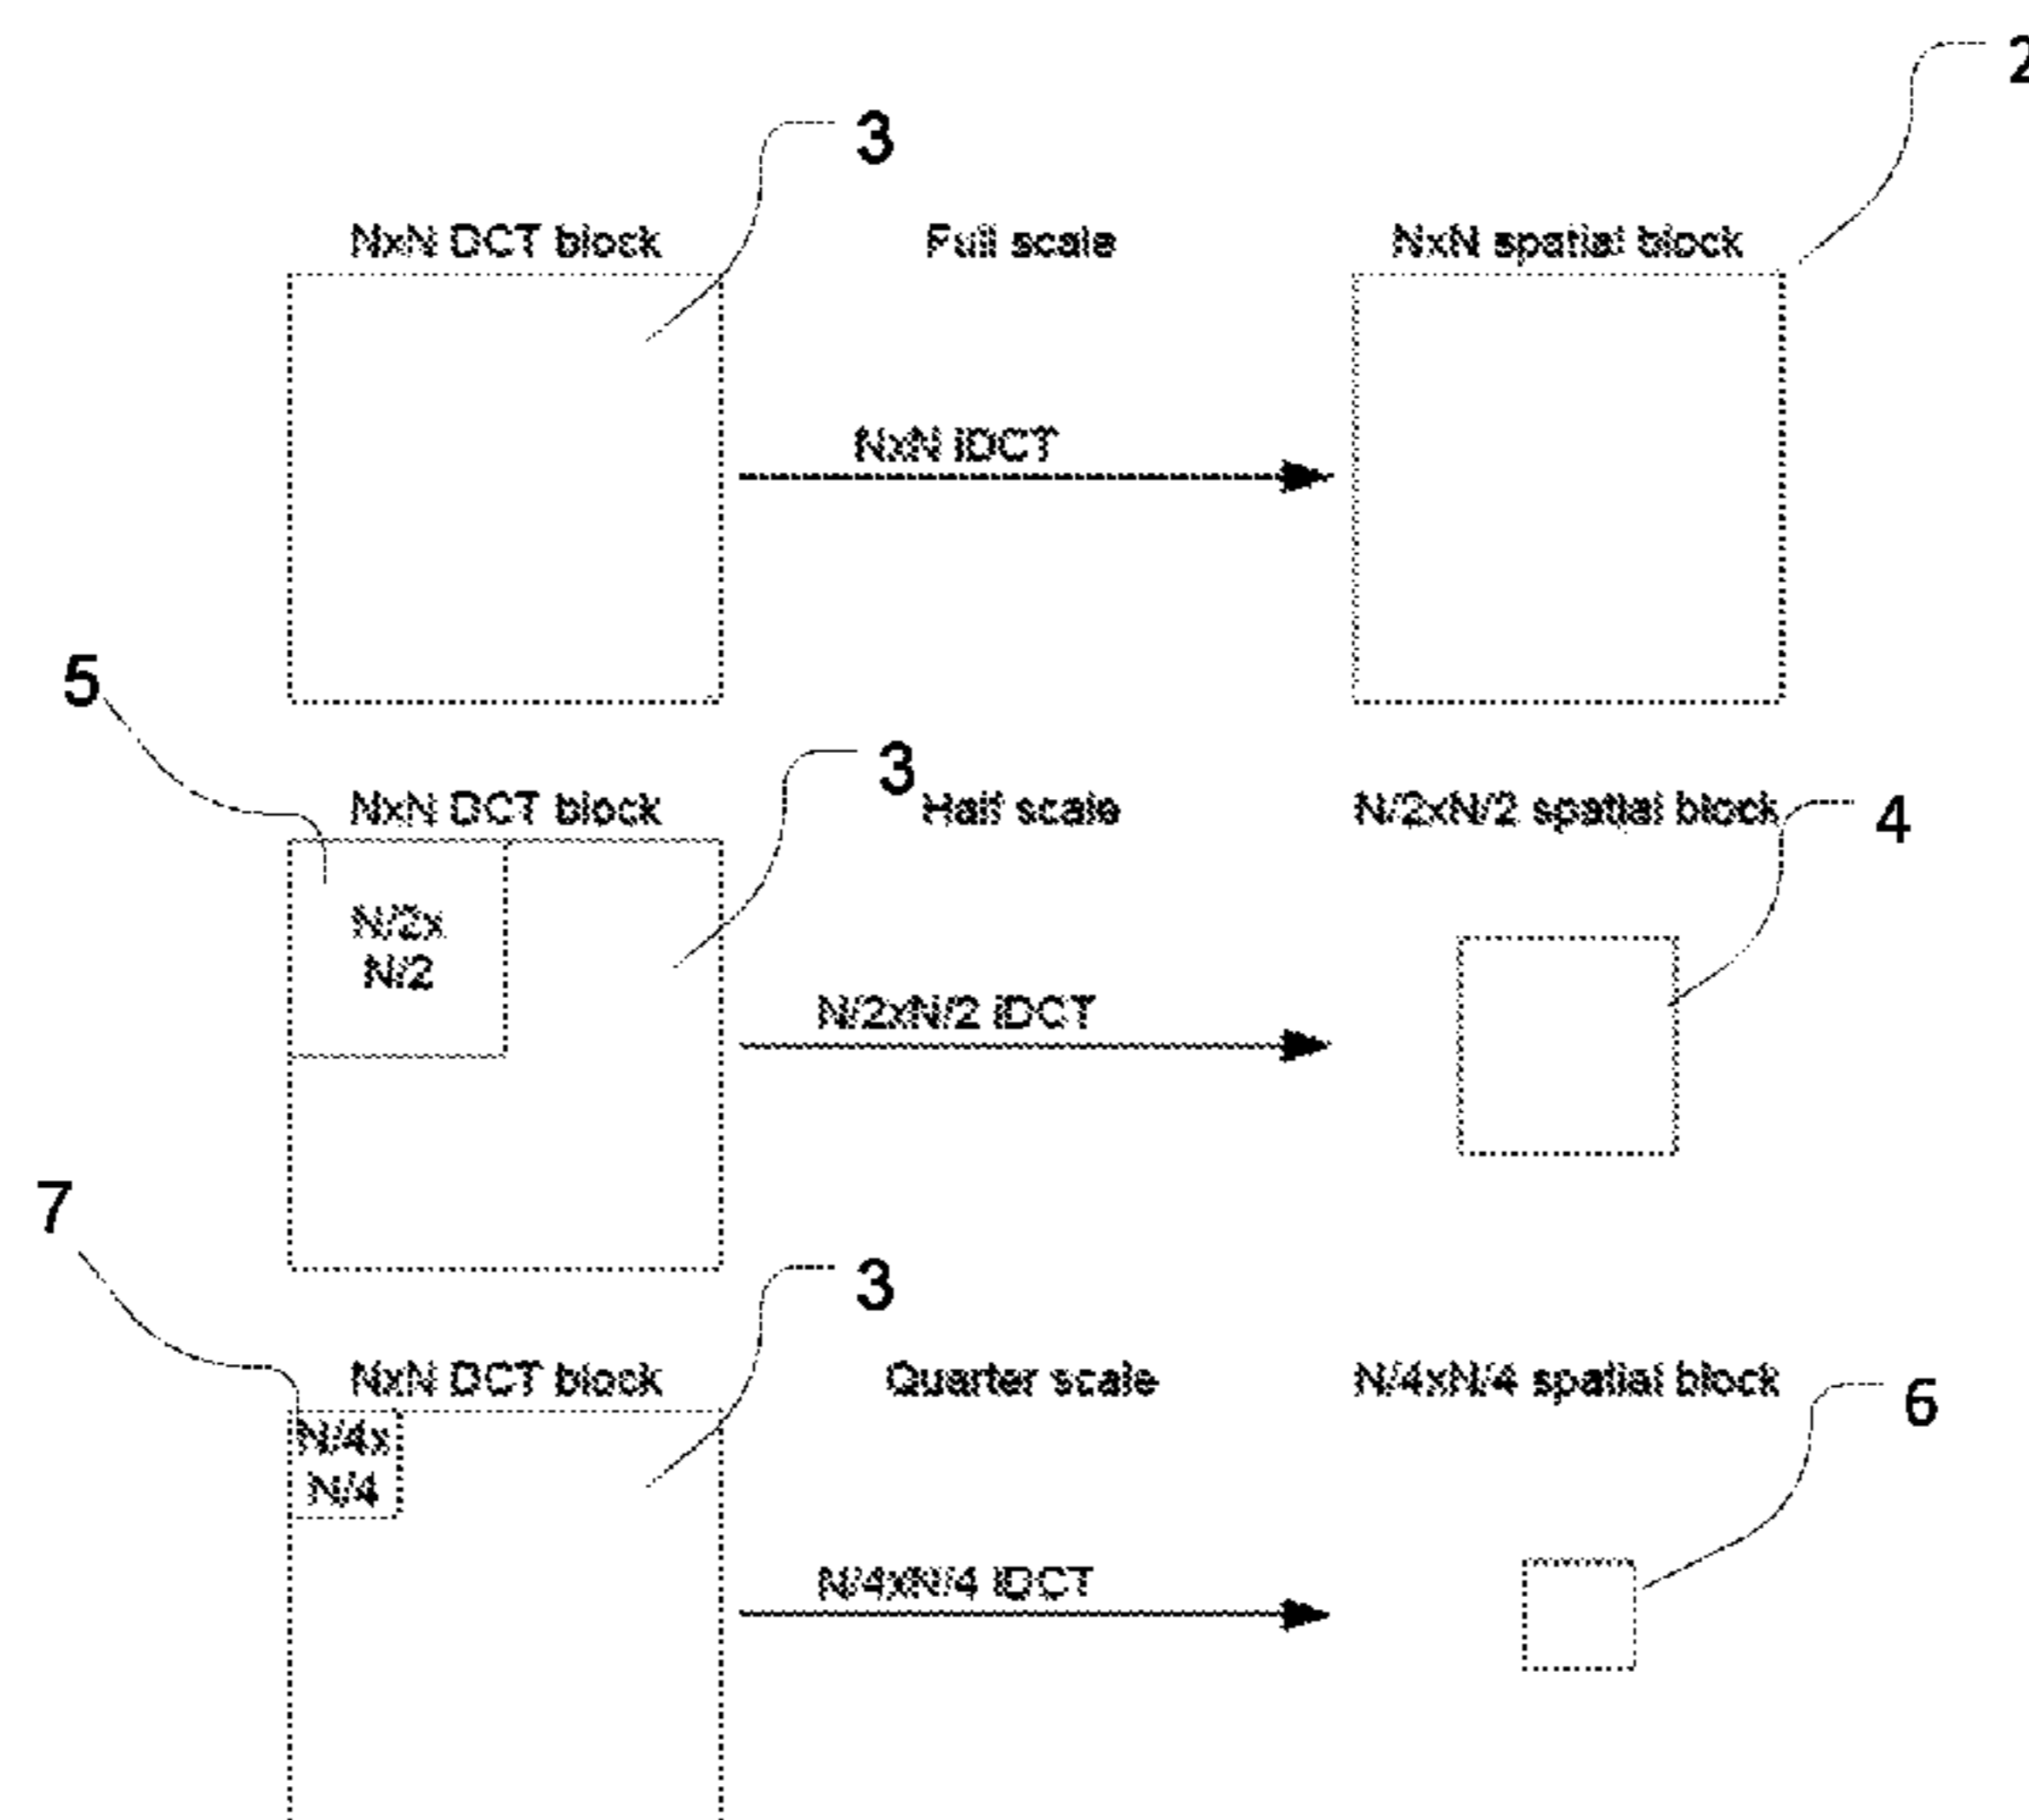 2
3
NxN DCT block
Full scale
NxN spatial block
NxN iDCT
5
3
NxN DCT block
Half scale
N/2xN/2 spatial block
4
N/2x
N/2
N/2xN/2 iDCT
7
3
NxN DCT block
Quarter scale
N/4xN/4 spatial block
6
N/4x
N/4
N/4xN/4 iDCT